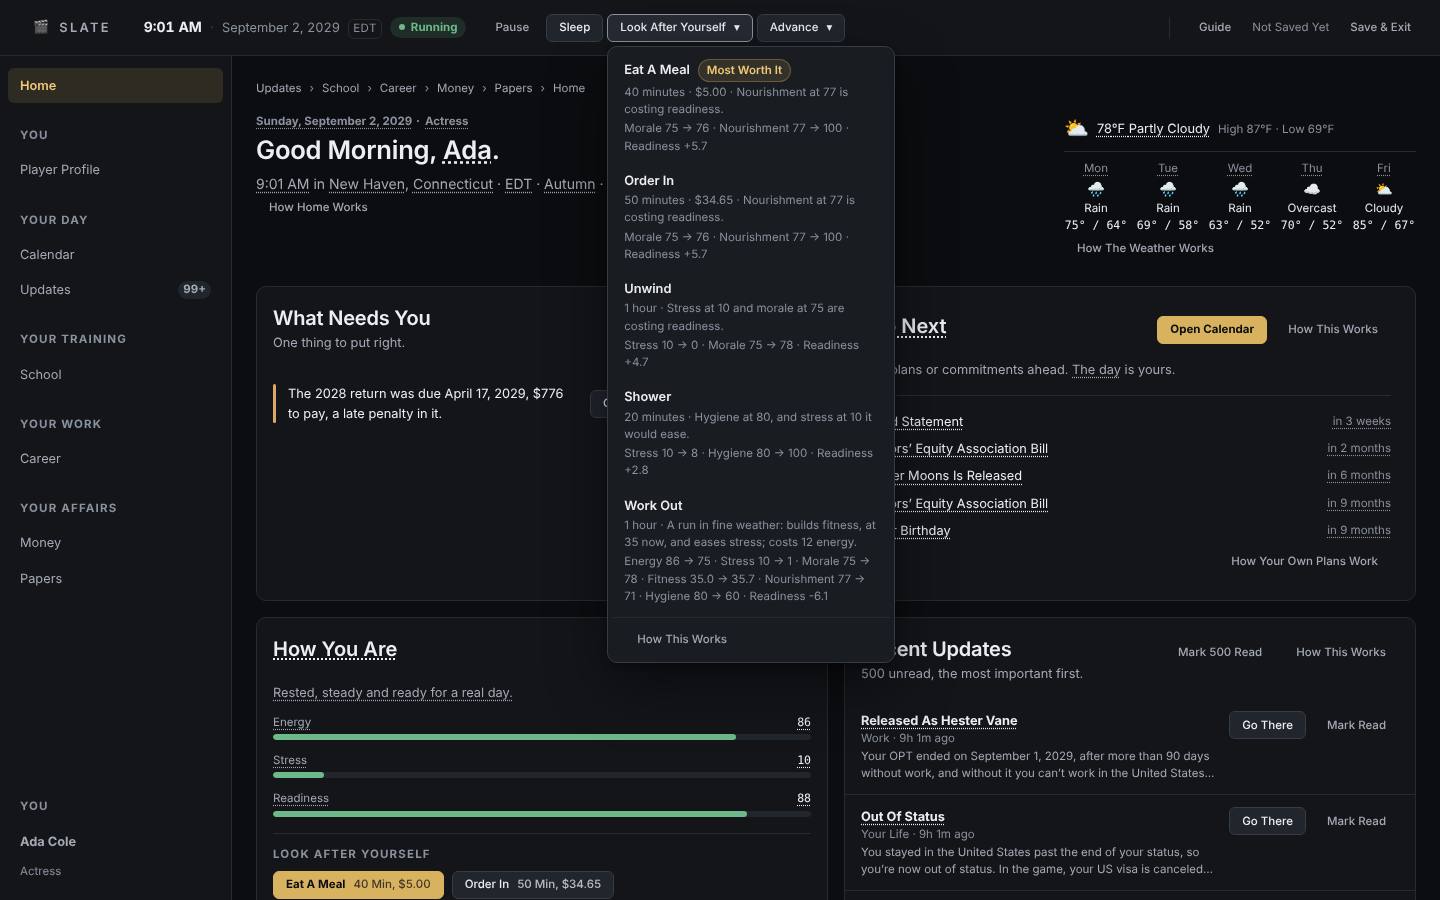 🎬 SLATE
9:01 AM · September 2, 2029 EDT Running
Pause Sleep Look After Yourself ▾ Advance ▾
Guide Not Saved Yet Save & Exit
Home
YOU
Player Profile
YOUR DAY
Calendar
Updates 99+
YOUR TRAINING
School
YOUR WORK
Career
YOUR AFFAIRS
Money
Papers
YOU
Ada Cole
Actress
Updates › School › Career › Money › Papers › Home
Sunday, September 2, 2029 · Actress
Good Morning, Ada.
9:01 AM in New Haven, Connecticut · EDT · Autumn ·
How Home Works
Eat A Meal Most Worth It
40 minutes · $5.00 · Nourishment at 77 is
costing readiness.
Morale 75 → 76 · Nourishment 77 → 100 ·
Readiness +5.7
Order In
50 minutes · $34.65 · Nourishment at 77 is
costing readiness.
Morale 75 → 76 · Nourishment 77 → 100 ·
Readiness +5.7
Unwind
1 hour · Stress at 10 and morale at 75 are
costing readiness.
Stress 10 → 0 · Morale 75 → 78 · Readiness
+4.7
Shower
20 minutes · Hygiene at 80, and stress at 10 it
would ease.
Stress 10 → 8 · Hygiene 80 → 100 · Readiness
+2.8
Work Out
1 hour · A run in fine weather: builds fitness, at
35 now, and eases stress; costs 12 energy.
Energy 86 → 75 · Stress 10 → 1 · Morale 75 →
78 · Fitness 35.0 → 35.7 · Nourishment 77 →
71 · Hygiene 80 → 60 · Readiness -6.1
How This Works
78°F Partly Cloudy High 87°F · Low 69°F
Mon Tue Wed Thu Fri
Rain Rain Rain Overcast Cloudy
75° / 64° 69° / 58° 63° / 52° 70° / 52° 85° / 67°
How The Weather Works
What Needs You
One thing to put right.
The 2028 return was due April 17, 2029, $776
to pay, a late penalty in it.
Next
Open Calendar How This Works
plans or commitments ahead. The day is yours.
Statement in 3 weeks
Equity Association Bill in 2 months
Moons Is Released in 6 months
Equity Association Bill in 9 months
Birthday in 9 months
How Your Own Plans Work
How You Are
Rested, steady and ready for a real day.
Energy 86
Stress 10
Readiness 88
LOOK AFTER YOURSELF
Eat A Meal 40 Min, $5.00 Order In 50 Min, $34.65
Updates
Mark 500 Read How This Works
500 unread, the most important first.
Released As Hester Vane
Go There Mark Read
Work · 9h 1m ago
Your OPT ended on September 1, 2029, after more than 90 days
without work, and without it you can’t work in the United States…
Out Of Status
Go There Mark Read
Your Life · 9h 1m ago
You stayed in the United States past the end of your status, so
you’re now out of status. In the game, your US visa is canceled…